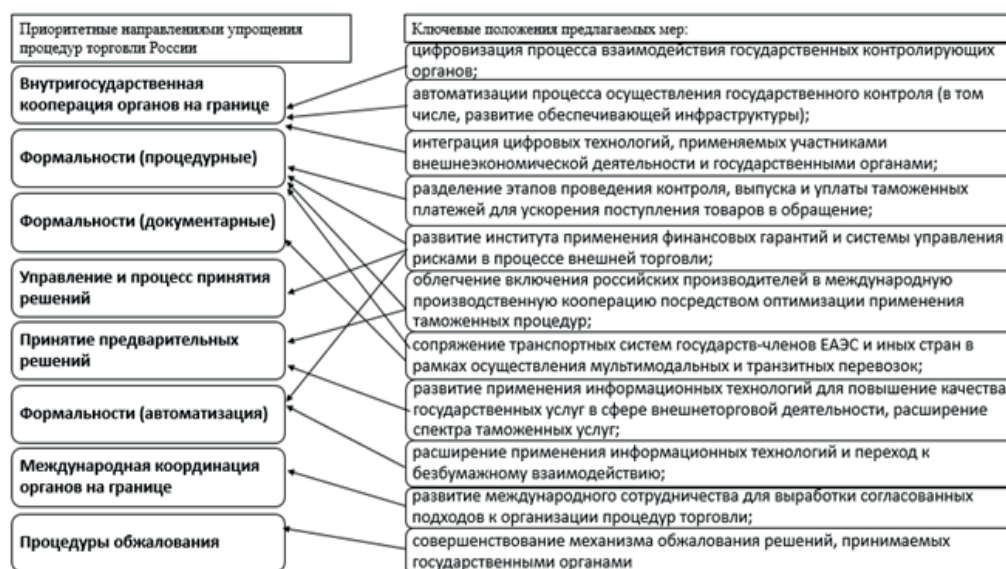 Приоритетные направлениями упрощения
процедур торговли России
Внутригосударственная
кооперация органов на границе
Формальности (процедурные)
Формальности (документарные)
Управление и процесс принятия
решений
Принятие предварительных
решений
Формальности (автоматизация)
Международная координация
органов на границе
Процедуры обжалования
Ключевые положения предлагаемых мер:
цифровизация процесса взаимодействия государственных контролирующих
органов;
автоматизации процесса осуществления государственного контроля (в том
числе, развитие обеспечивающей инфраструктуры);
интеграция цифровых технологий, применяемых участниками
внешнеэкономической деятельности и государственными органами;
разделение этапов проведения контроля, выпуска и уплаты таможенных
платежей для ускорения поступления товаров в обращение;
развитие института применения финансовых гарантий и системы управления
рисками в процессе внешней торговли;
облегчение включения российских производителей в международную
производственную кооперацию посредством оптимизации применения
таможенных процедур;
сопряжение транспортных систем государств-членов ЕАЭС и иных стран в
рамках осуществления мультимодальных и транзитных перевозок;
развитие применения информационных технологий для повышение качества
государственных услуг в сфере внешнеторговой деятельности, расширение
спектра таможенных услуг;
расширение применения информационных технологий и переход к
безбумажному взаимодействию;
развитие международного сотрудничества для выработки согласованных
подходов к организации процедур торговли;
совершенствование механизма обжалования решений, принимаемых
государственными органами